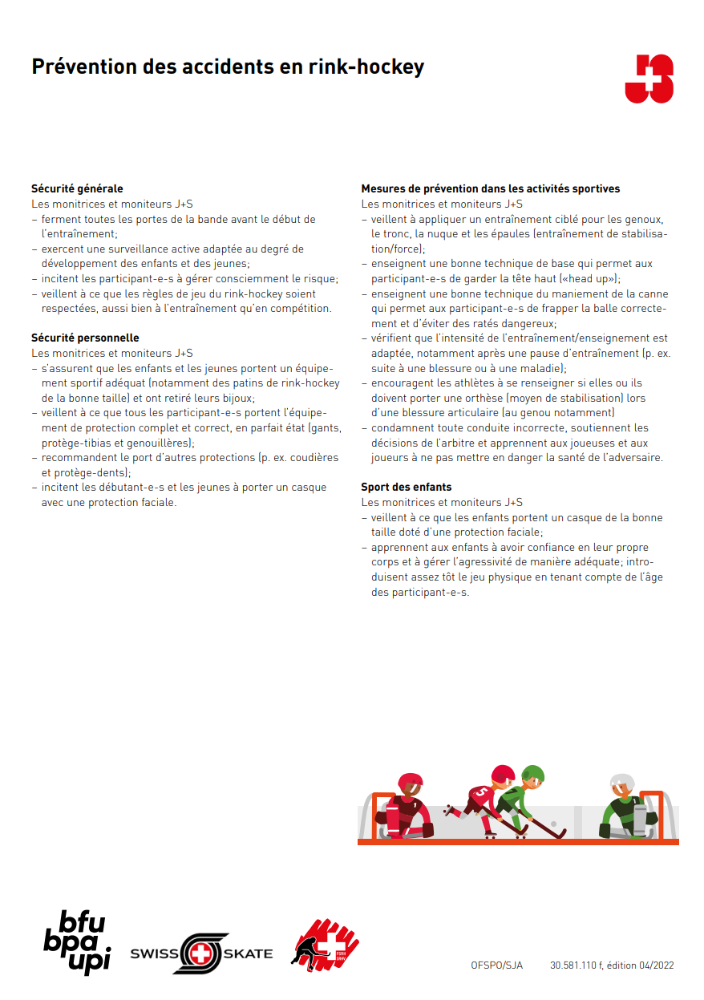 Prévention des accidents en rink-hockey
Sécurité générale
Les monitrices et moniteurs J+S
– ferment toutes les portes de la bande avant le début de
l’entraînement;
– exercent une surveillance active adaptée au degré de
développement des enfants et des jeunes;
– incitent les participant-e-s à gérer consciemment le risque;
– veillent à ce que les règles de jeu du rink-hockey soient
respectées, aussi bien à l’entraînement qu’en compétition.
Sécurité personnelle
Les monitrices et moniteurs J+S
– s’assurent que les enfants et les jeunes portent un équipe-
ment sportif adéquat (notamment des patins de rink-hockey
de la bonne taille) et ont retiré leurs bijoux;
– veillent à ce que tous les participant-e-s portent l’équipe-
ment de protection complet et correct, en parfait état (gants,
protège-tibias et genouillères);
– recommandent le port d’autres protections (p. ex. coudières
et protège-dents);
– incitent les débutant-e-s et les jeunes à porter un casque
avec une protection faciale.
Mesures de prévention dans les activités sportives
Les monitrices et moniteurs J+S
– veillent à appliquer un entraînement ciblé pour les genoux,
le tronc, la nuque et les épaules (entraînement de stabilisa-
tion/force);
– enseignent une bonne technique de base qui permet aux
participant-e-s de garder la tête haut («head up»);
– enseignent une bonne technique du maniement de la canne
qui permet aux participant-e-s de frapper la balle correcte-
ment et d’éviter des ratés dangereux;
– vérifient que l’intensité de l’entraînement/enseignement est
adaptée, notamment après une pause d’entraînement (p. ex.
suite à une blessure ou à une maladie);
– encouragent les athlètes à se renseigner si elles ou ils
doivent porter une orthèse (moyen de stabilisation) lors
d’une blessure articulaire (au genou notamment)
– condamnent toute conduite incorrecte, soutiennent les
décisions de l’arbitre et apprennent aux joueuses et aux
joueurs à ne pas mettre en danger la santé de l’adversaire.
Sport des enfants
Les monitrices et moniteurs J+S
– veillent à ce que les enfants portent un casque de la bonne
taille doté d’une protection faciale;
– apprennent aux enfants à avoir confiance en leur propre
corps et à gérer l’agressivité de manière adéquate; intro-
duisent assez tôt le jeu physique en tenant compte de l’âge
des participant-e-s.
1
5
1
bfu
bpa
upi
SWISS SKATE
FSRH
SRHV
OFSPO/SJA 30.581.110 f, édition 04/2022